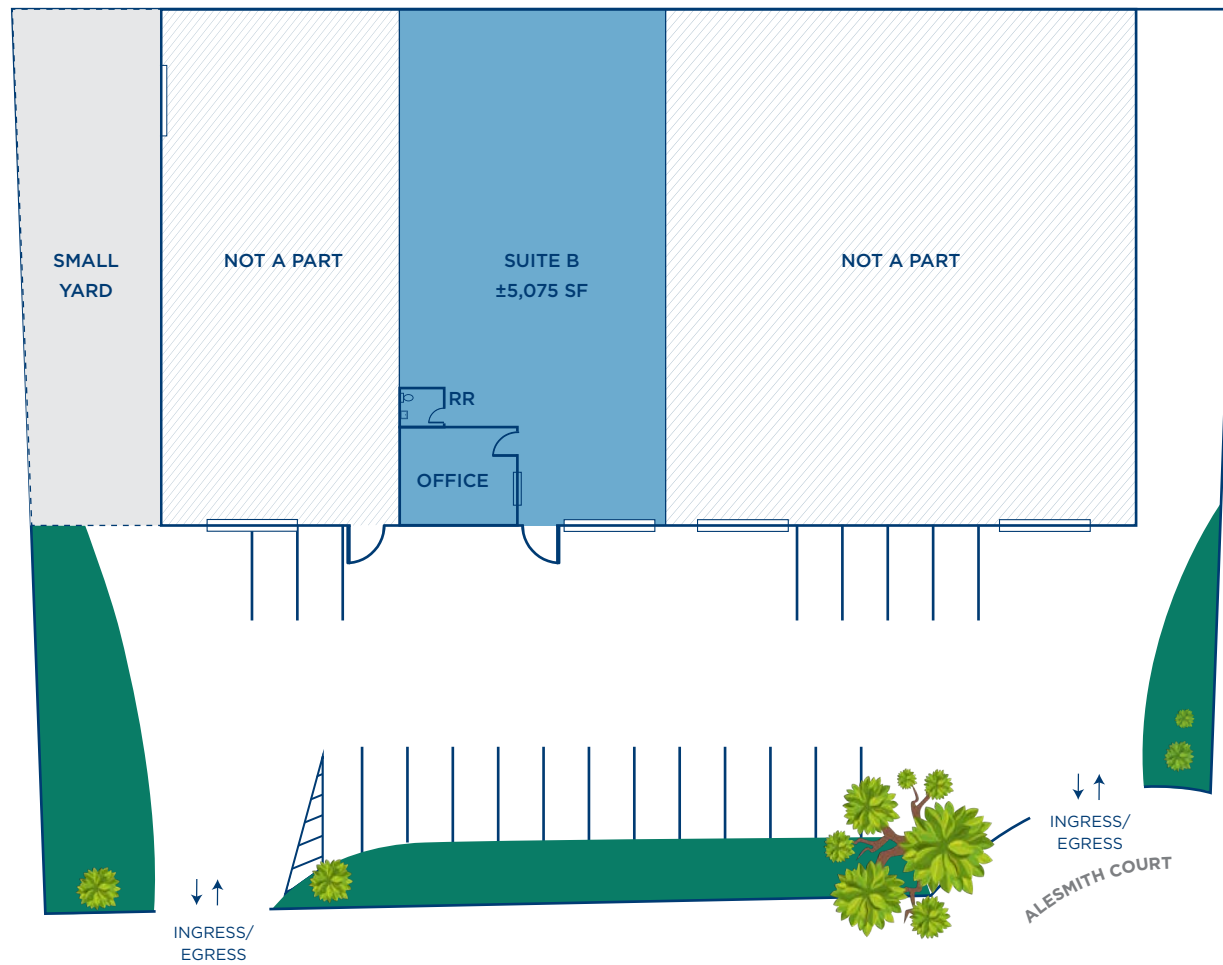 SMALL
YARD
NOT A PART
SUITE B
±5,075 SF
NOT A PART
RR
OFFICE
INGRESS/
EGRESS
ALESMITH COURT
INGRESS/
EGRESS